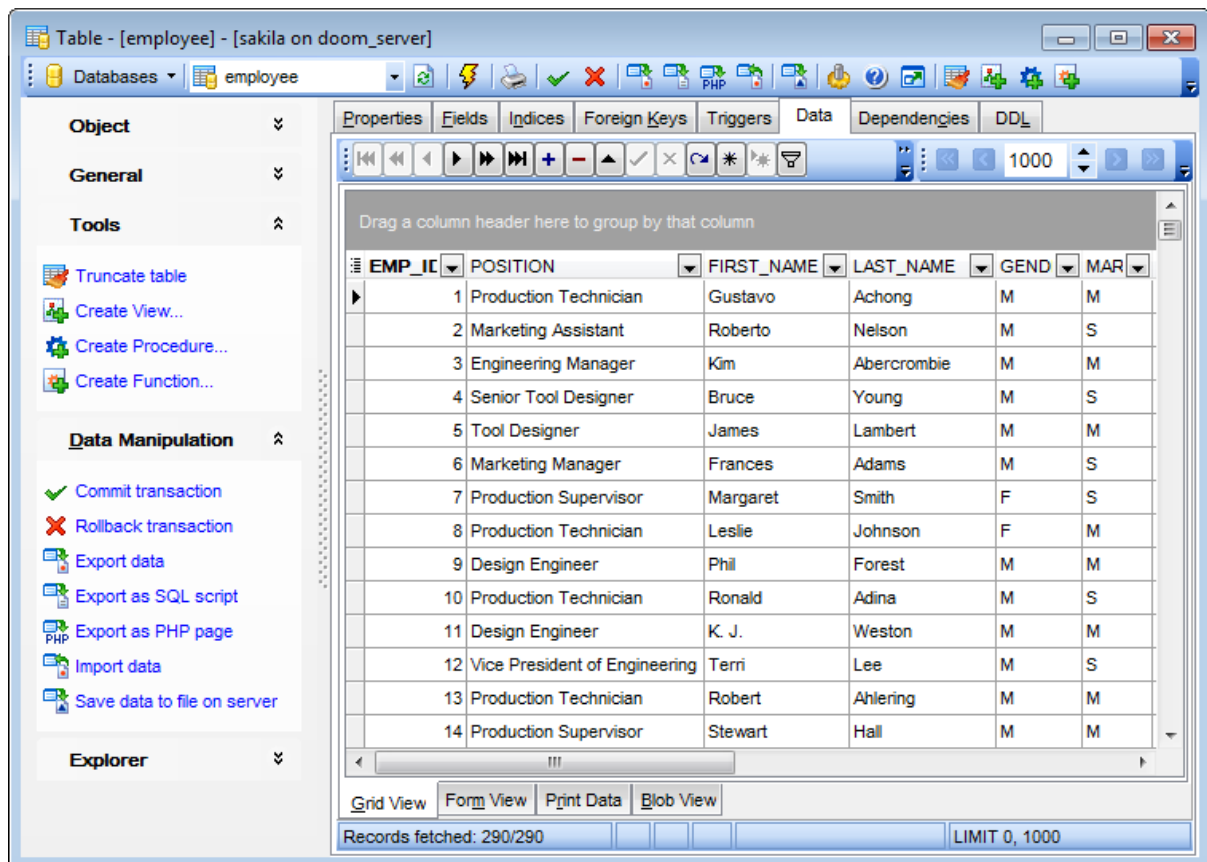 Table - [employee] - [sakila on doom_server]
Databases employee
PHP
Object
General
Tools
Truncate table
Create View...
Create Procedure...
Create Function...
Data Manipulation
Commit transaction
Rollback transaction
Export data
Export as SQL script
PHP Export as PHP page
Import data
Save data to file on server
Explorer
Properties Fields Indices Foreign Keys Triggers Data Dependencies DDL
1000
Drag a column header here to group by that column
EMP_ID POSITION FIRST_NAME LAST_NAME GEND MAR
1 Production Technician Gustavo Achong M M
2 Marketing Assistant Roberto Nelson M S
3 Engineering Manager Kim Abercrombie M M
4 Senior Tool Designer Bruce Young M S
5 Tool Designer James Lambert M M
6 Marketing Manager Frances Adams M S
7 Production Supervisor Margaret Smith F S
8 Production Technician Leslie Johnson F M
9 Design Engineer Phil Forest M M
10 Production Technician Ronald Adina M S
11 Design Engineer K. J. Weston M M
12 Vice President of Engineering Terri Lee M S
13 Production Technician Robert Ahlering M M
14 Production Supervisor Stewart Hall M M
Grid View Form View Print Data Blob View
Records fetched: 290/290 LIMIT 0, 1000